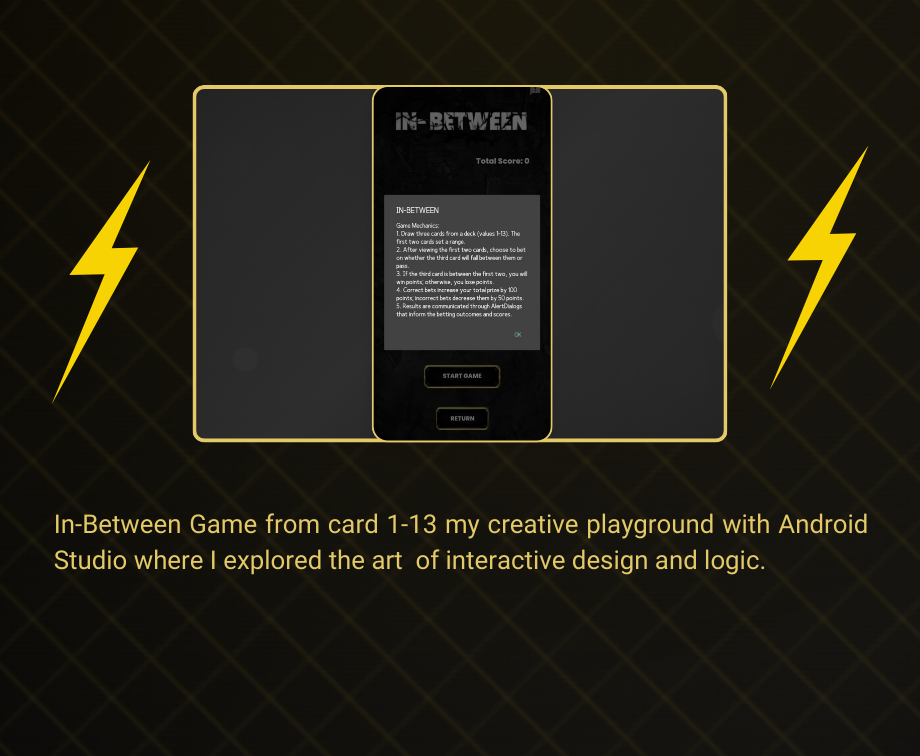 IN-BETWEEN
Total Score: 0
IN-BETWEEN
Game Mechanics:
1. Draw three cards from a deck (values 1-13). The
first two cards set a range.
2. After viewing the first two cards, choose to bet
on whether the third card will fall between them or
pass.
3. If the third card is between the first two, you will
win points; otherwise, you lose points.
4. Correct bets increase your total prize by 100
points; incorrect bets decrease them by 50 points.
5. Results are communicated through AlertDialogs
that inform the betting outcomes and scores.
OK
START GAME
RETURN
In-Between Game from card 1-13 my creative playground with Android
Studio where I explored the art of interactive design and logic.